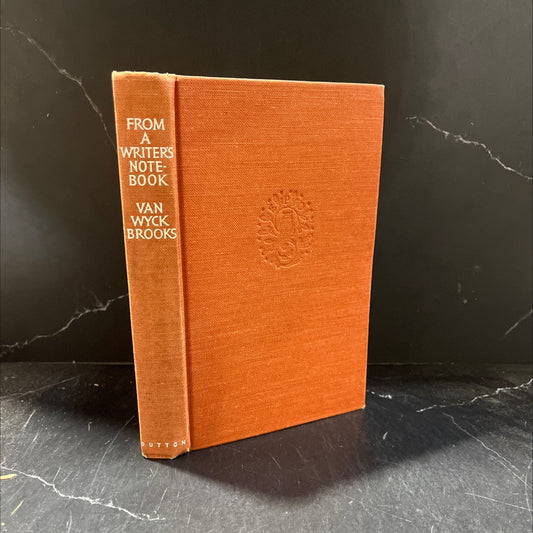 FROM
A
WRITER'S
NOTE-
BOOK
VAN
WYCK
BROOKS
DUTTON